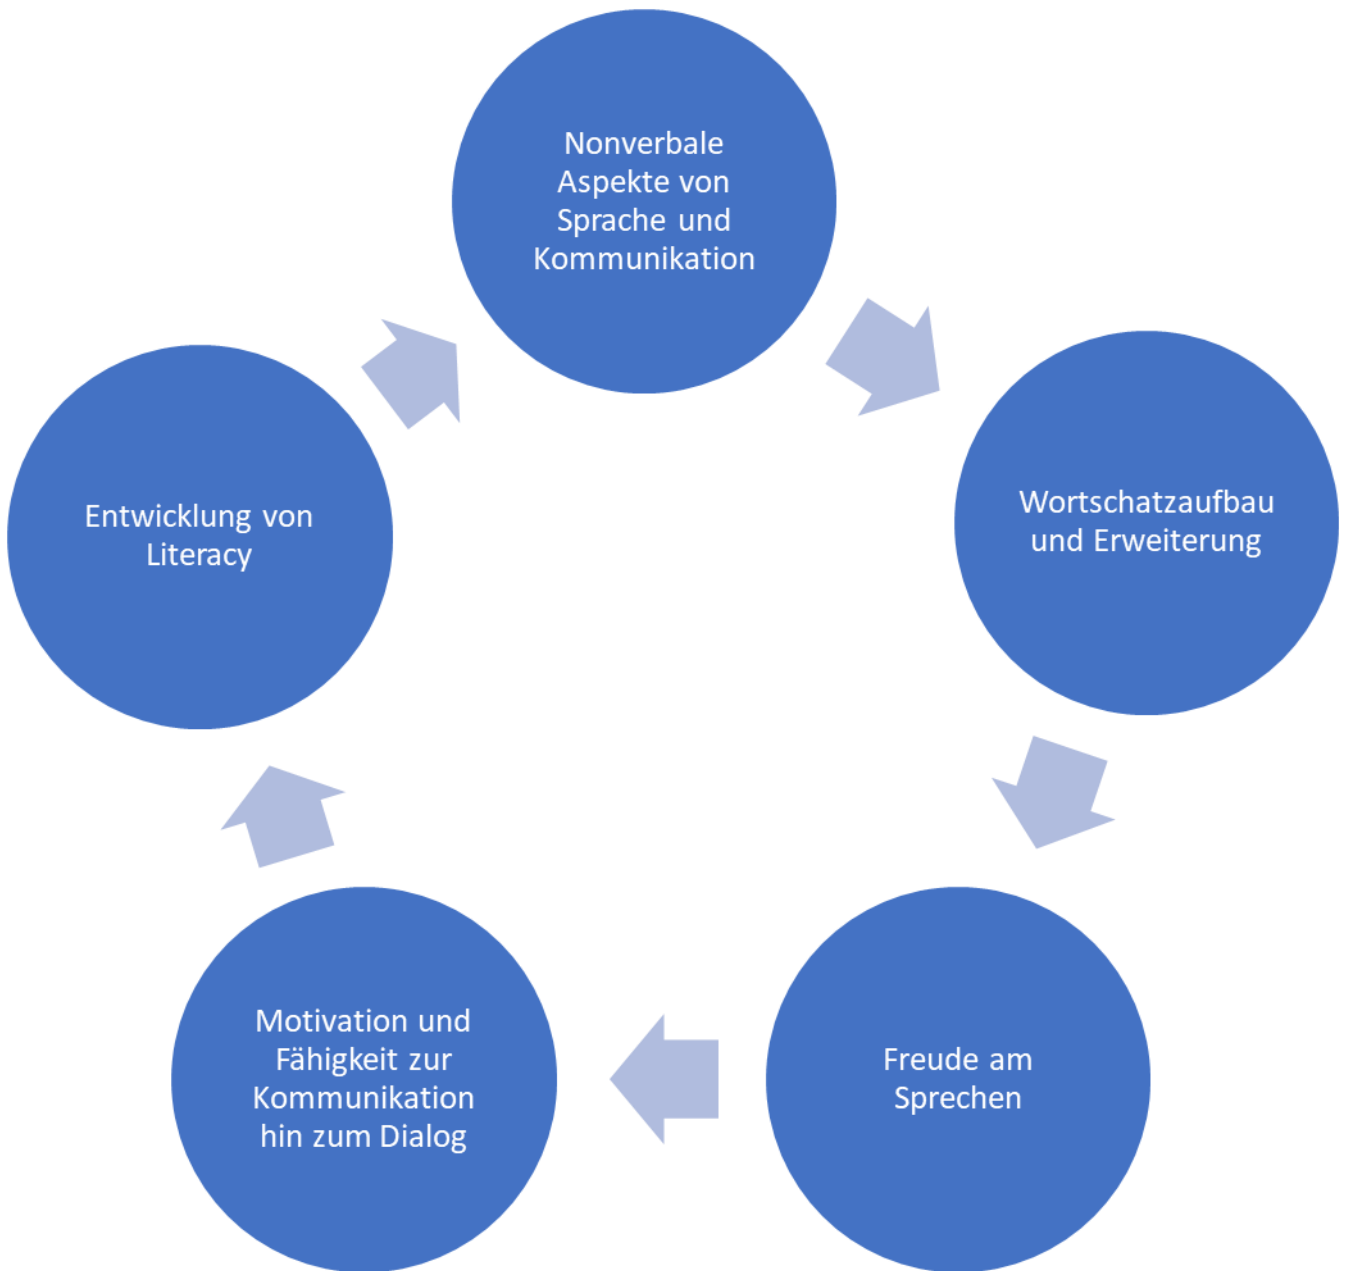 Nonverbale
Aspekte von
Sprache und
Kommunikation
Wortschatzaufbau
und Erweiterung
Freude am
Sprechen
Motivation und
Fähigkeit zur
Kommunikation
hin zum Dialog
Entwicklung von
Literacy